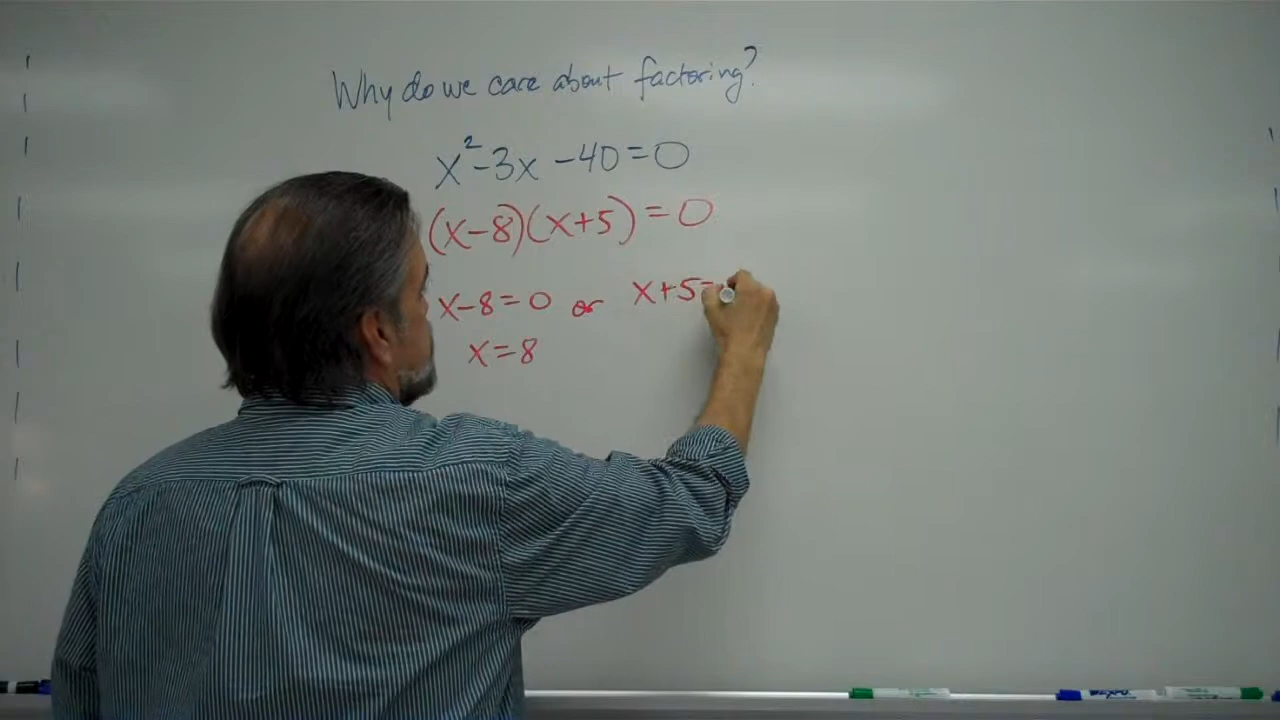 Why do we care about factoring?
x²-3x-40=0
(x-8)(x+5)=0
x-8=0 or x+5=
x=8